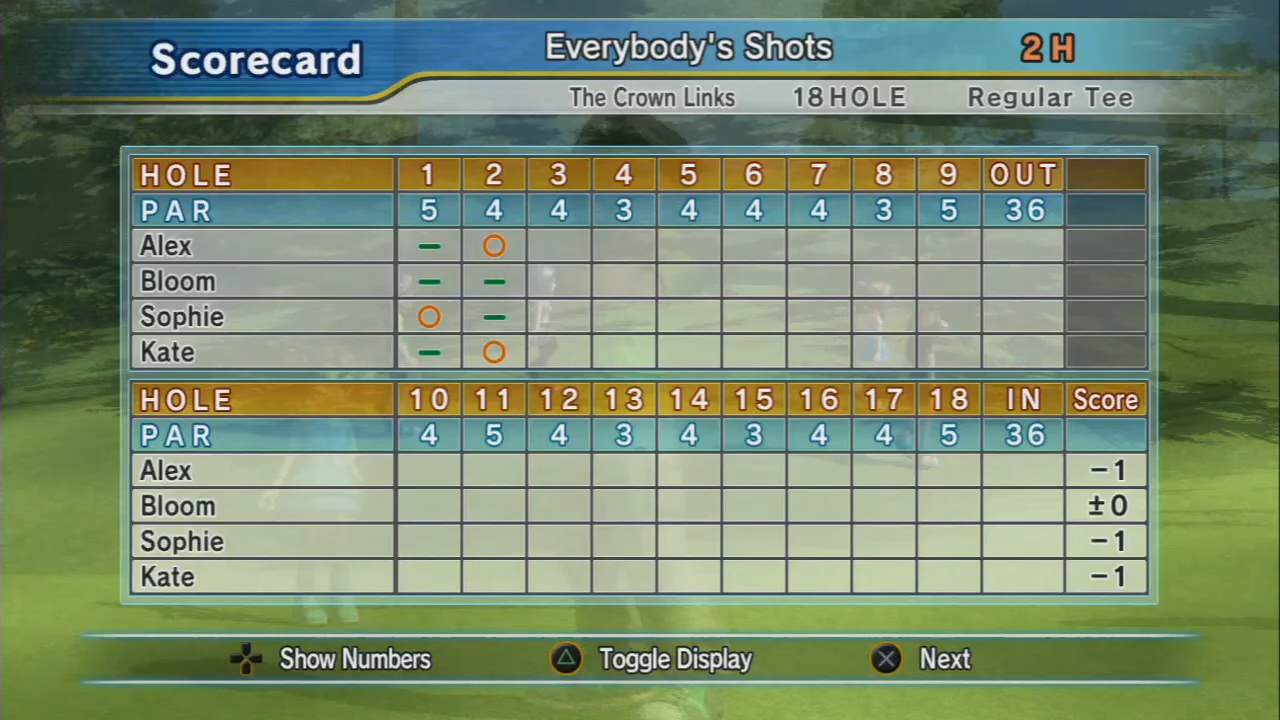 Scorecard
Everybody's Shots 2H
The Crown Links 18HOLE Regular Tee
HOLE 1 2 3 4 5 6 7 8 9 OUT
PAR 5 4 4 3 4 4 4 3 5 36
Alex – ○
Bloom – –
Sophie ○ –
Kate – ○
HOLE 10 11 12 13 14 15 16 17 18 IN Score
PAR 4 5 4 3 4 3 4 4 5 36
Alex −1
Bloom ±0
Sophie −1
Kate −1
Show Numbers Toggle Display Next